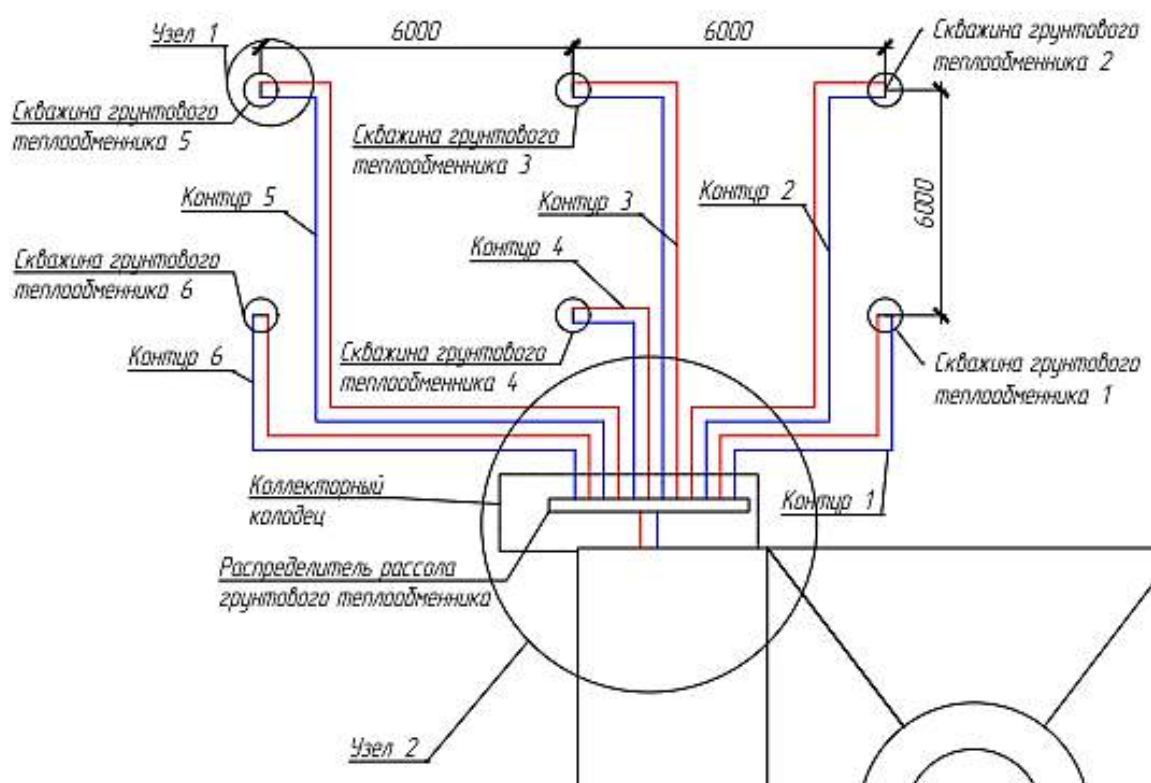 Узел 1
6000
6000
Скважина грунтового
теплообменника 2
Скважина грунтового
теплообменника 5
Скважина грунтового
теплообменника 3
Контур 5
Контур 3
Контур 2
6000
Контур 4
Скважина грунтового
теплообменника 6
Контур 6
Скважина грунтового
теплообменника 4
Скважина грунтового
теплообменника 1
Коллекторный
колодец
Контур 1
Распределитель рассола
грунтового теплообменника
Узел 2